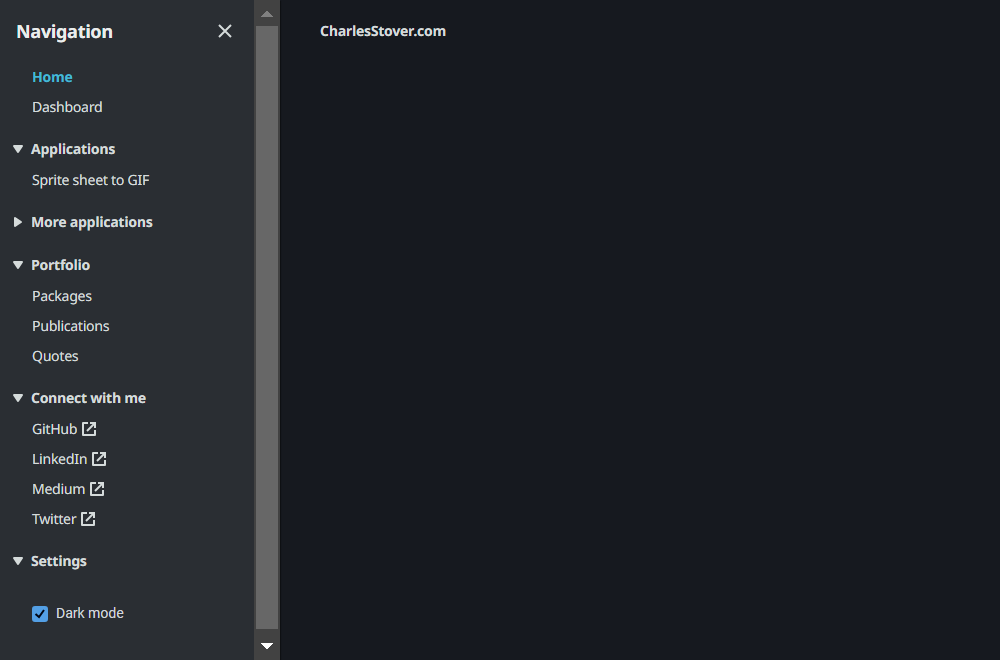 Navigation
CharlesStover.com
Home
Dashboard
Applications
Sprite sheet to GIF
More applications
Portfolio
Packages
Publications
Quotes
Connect with me
GitHub
LinkedIn
Medium
Twitter
Settings
Dark mode